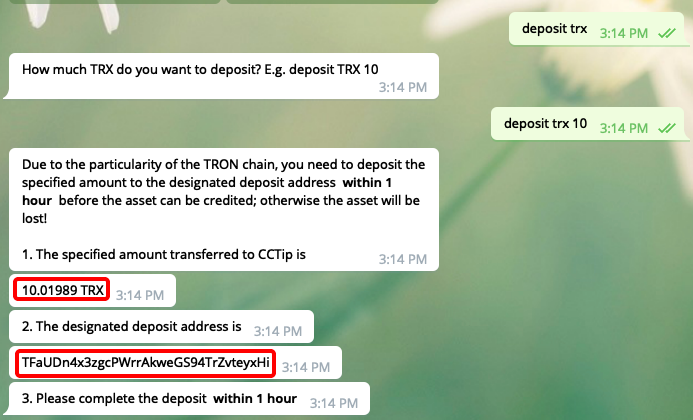 deposit trx 3:14 PM
How much TRX do you want to deposit? E.g. deposit TRX 10
3:14 PM
deposit trx 10 3:14 PM
Due to the particularity of the TRON chain, you need to deposit the
specified amount to the designated deposit address within 1
hour before the asset can be credited; otherwise the asset will be
lost!
1. The specified amount transferred to CCTip is 3:14 PM
10.01989 TRX 3:14 PM
2. The designated deposit address is 3:14 PM
TFaUDn4x3zgcPWrrAkweGS94TrZvteyxHi 3:14 PM
3. Please complete the deposit within 1 hour 3:14 PM